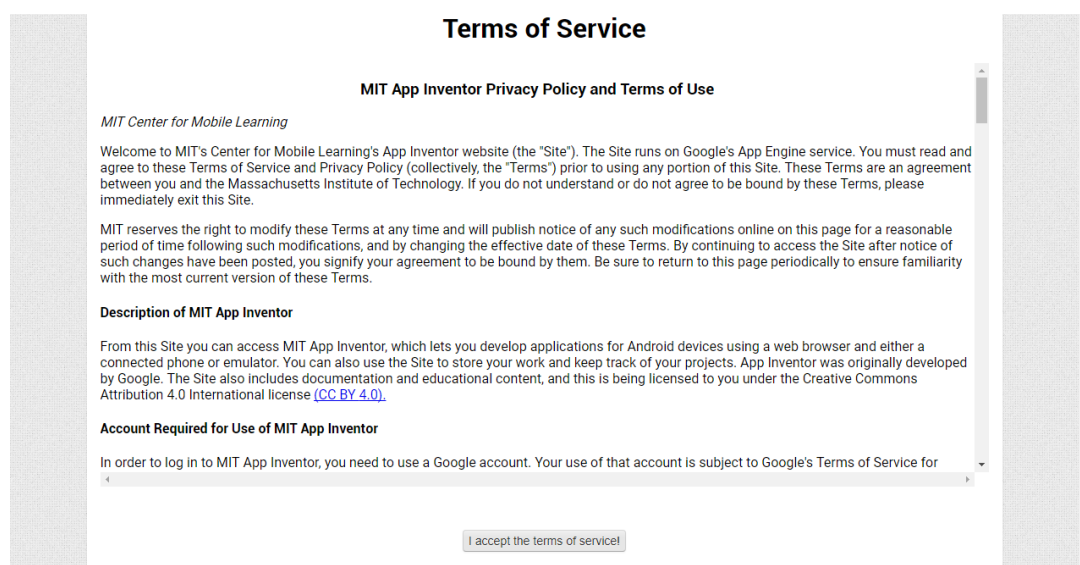 Terms of Service
MIT App Inventor Privacy Policy and Terms of Use
MIT Center for Mobile Learning
Welcome to MIT's Center for Mobile Learning's App Inventor website (the "Site"). The Site runs on Google's App Engine service. You must read and
agree to these Terms of Service and Privacy Policy (collectively, the "Terms") prior to using any portion of this Site. These Terms are an agreement
between you and the Massachusetts Institute of Technology. If you do not understand or do not agree to be bound by these Terms, please
immediately exit this Site.
MIT reserves the right to modify these Terms at any time and will publish notice of any such modifications online on this page for a reasonable
period of time following such modifications, and by changing the effective date of these Terms. By continuing to access the Site after notice of
such changes have been posted, you signify your agreement to be bound by them. Be sure to return to this page periodically to ensure familiarity
with the most current version of these Terms.
Description of MIT App Inventor
From this Site you can access MIT App Inventor, which lets you develop applications for Android devices using a web browser and either a
connected phone or emulator. You can also use the Site to store your work and keep track of your projects. App Inventor was originally developed
by Google. The Site also includes documentation and educational content, and this is being licensed to you under the Creative Commons
Attribution 4.0 International license (CC BY 4.0).
Account Required for Use of MIT App Inventor
In order to log in to MIT App Inventor, you need to use a Google account. Your use of that account is subject to Google's Terms of Service for
I accept the terms of service!